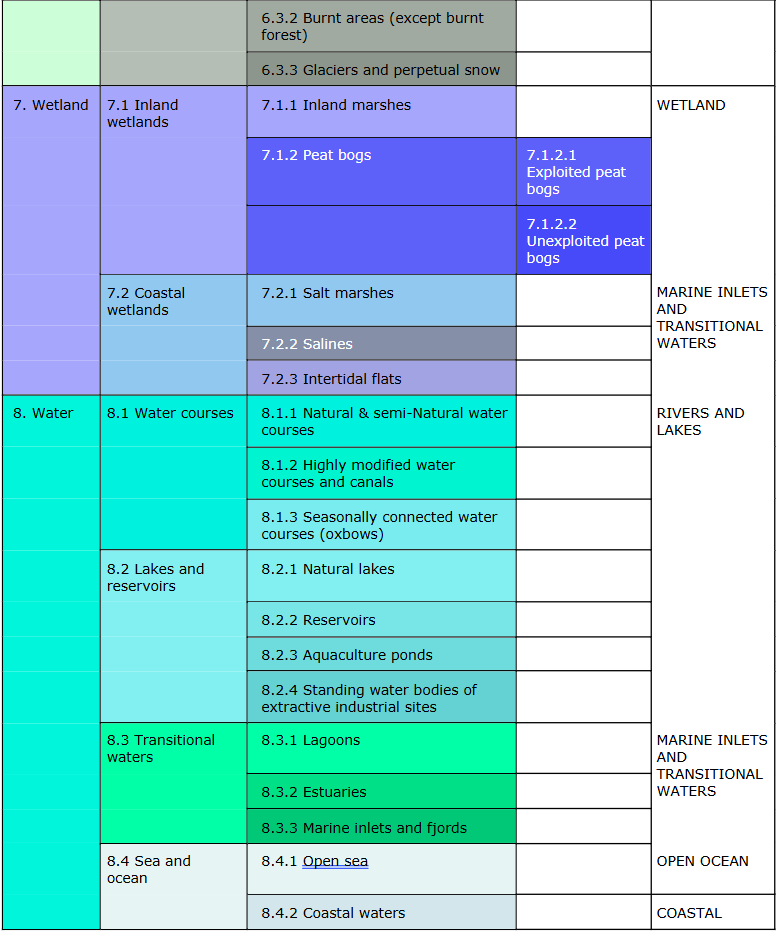 6.3.2 Burnt areas (except burnt
forest)
6.3.3 Glaciers and perpetual snow
7. Wetland
7.1 Inland
wetlands
7.1.1 Inland marshes
WETLAND
7.1.2 Peat bogs
7.1.2.1
Exploited peat
bogs
7.1.2.2
Unexploited peat
bogs
7.2 Coastal
wetlands
7.2.1 Salt marshes
MARINE INLETS
AND
TRANSITIONAL
WATERS
7.2.2 Salines
7.2.3 Intertidal flats
8. Water
8.1 Water courses
8.1.1 Natural & semi-Natural water
courses
RIVERS AND
LAKES
8.1.2 Highly modified water
courses and canals
8.1.3 Seasonally connected water
courses (oxbows)
8.2 Lakes and
reservoirs
8.2.1 Natural lakes
8.2.2 Reservoirs
8.2.3 Aquaculture ponds
8.2.4 Standing water bodies of
extractive industrial sites
8.3 Transitional
waters
8.3.1 Lagoons
MARINE INLETS
AND
TRANSITIONAL
WATERS
8.3.2 Estuaries
8.3.3 Marine inlets and fjords
8.4 Sea and
ocean
8.4.1 Open sea
OPEN OCEAN
8.4.2 Coastal waters
COASTAL